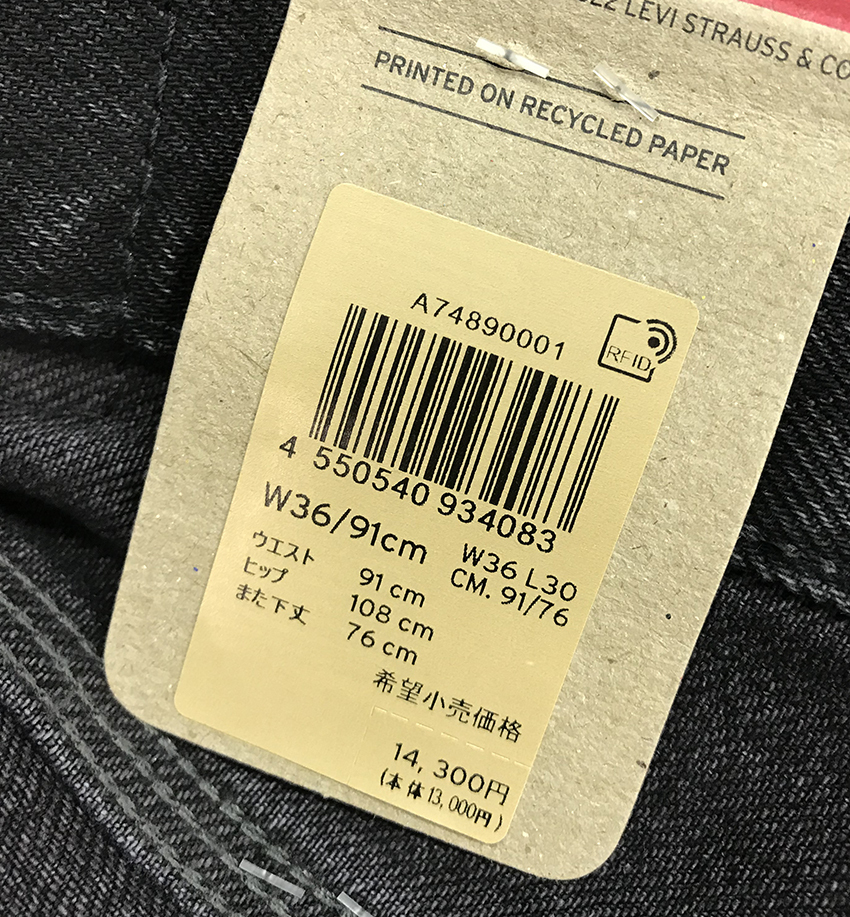 LEVI STRAUSS & CO
PRINTED ON RECYCLED PAPER
A74890001
RFID
4 550540 934083
W36/91cm
W36 L30
CM. 91/76
ウエスト 91 cm
ヒップ 108 cm
また下丈 76 cm
希望小売価格
14,300円
(本体13,000円)